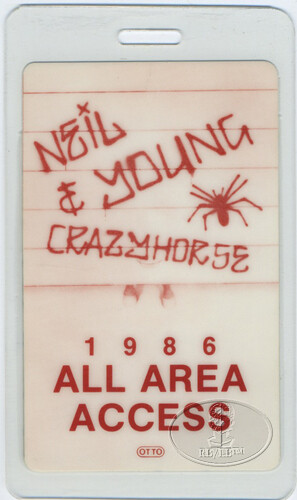 NEIL
YOUNG
&
CRAZYHORSE
1986
ALL AREA
ACCESS
OTTO